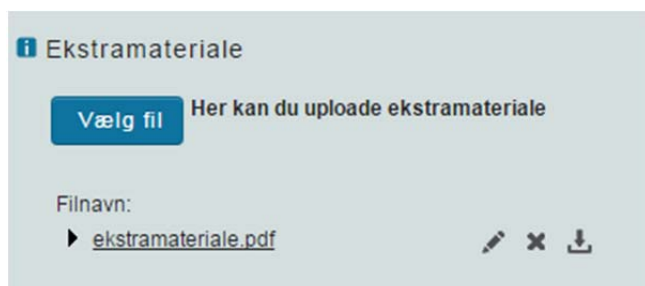 Ekstramateriale
Vælg fil Her kan du uploade ekstramateriale
Filnavn:
ekstramateriale.pdf